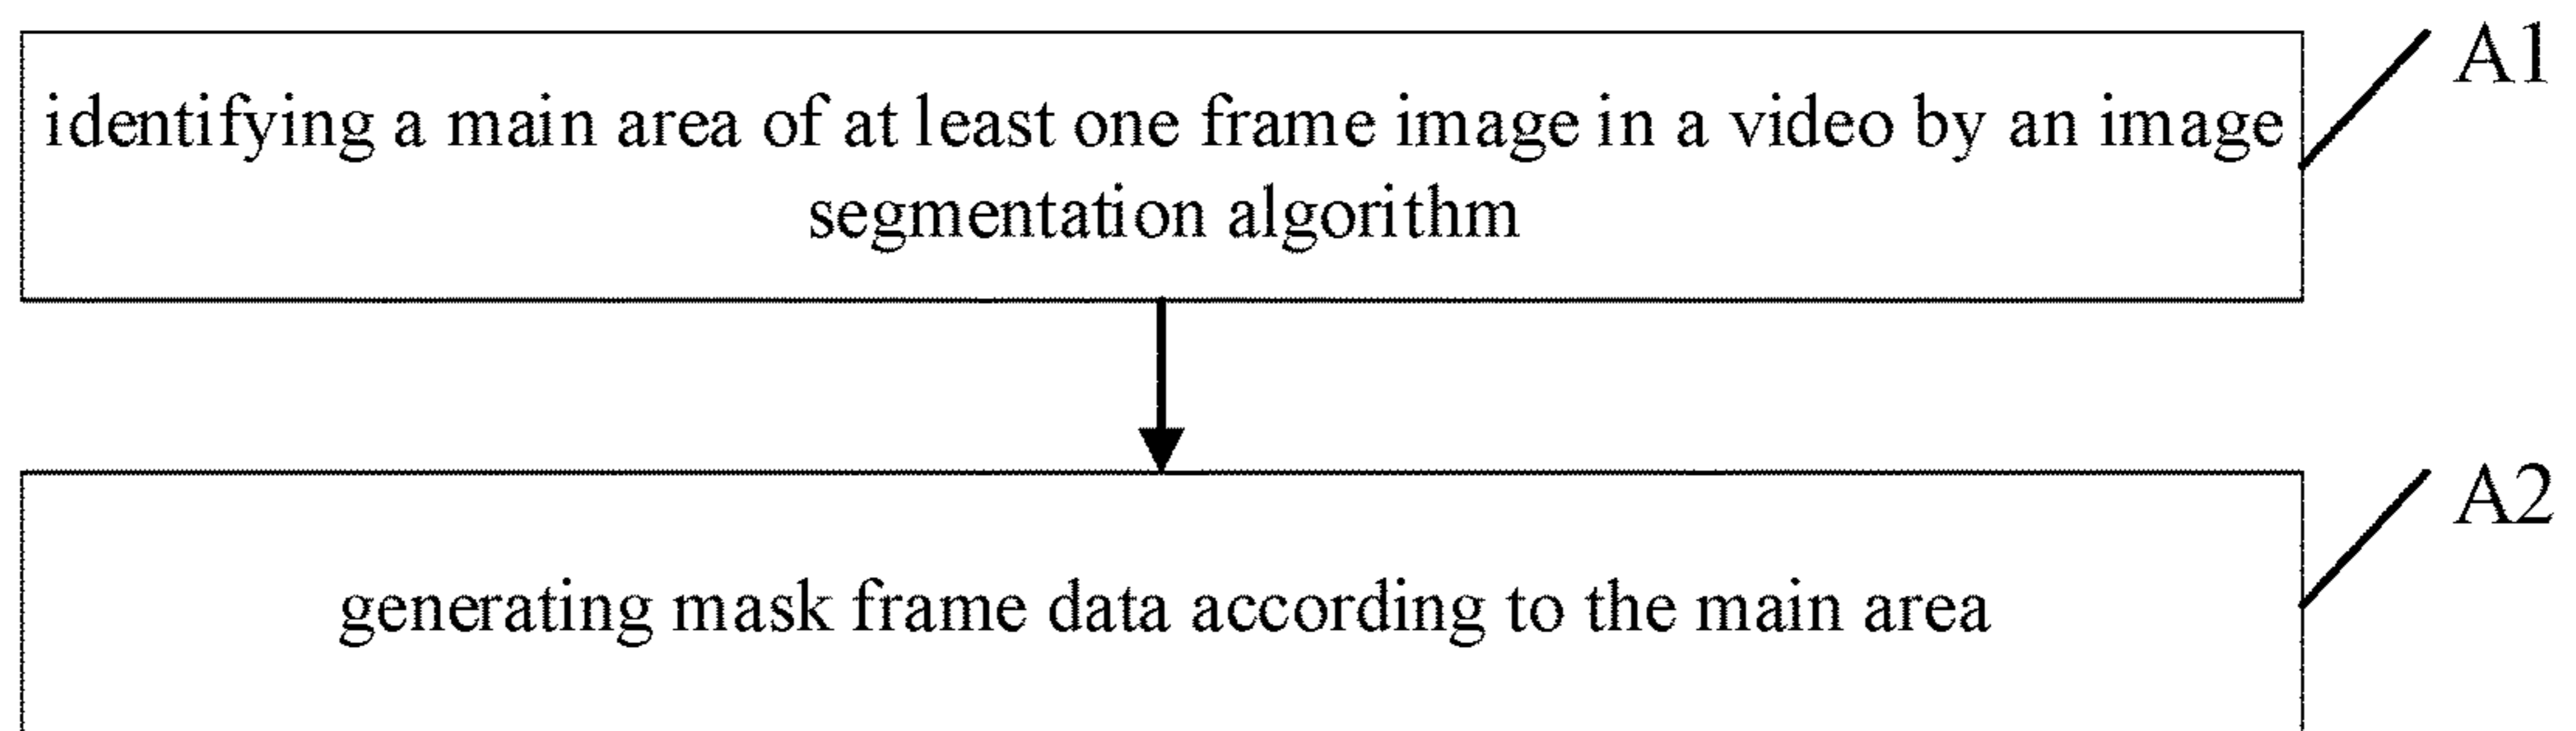 A1
identifying a main area of at least one frame image in a video by an image
segmentation algorithm
A2
generating mask frame data according to the main area